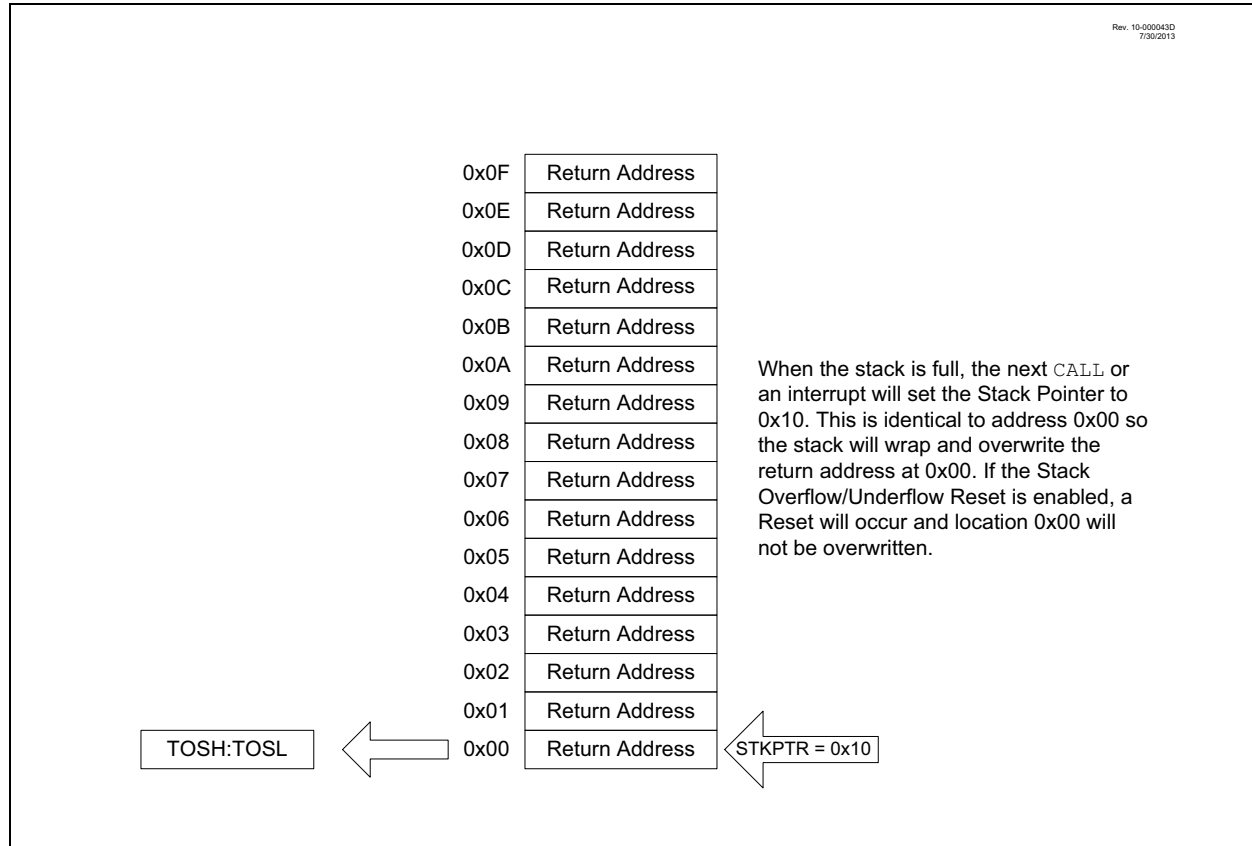 Rev. 10-000043D
7/30/2013
0x0F Return Address
0x0E Return Address
0x0D Return Address
0x0C Return Address
0x0B Return Address
0x0A Return Address
0x09 Return Address
0x08 Return Address
0x07 Return Address
0x06 Return Address
0x05 Return Address
0x04 Return Address
0x03 Return Address
0x02 Return Address
0x01 Return Address
TOSH:TOSL 0x00 Return Address STKPTR = 0x10
When the stack is full, the next CALL or
an interrupt will set the Stack Pointer to
0x10. This is identical to address 0x00 so
the stack will wrap and overwrite the
return address at 0x00. If the Stack
Overflow/Underflow Reset is enabled, a
Reset will occur and location 0x00 will
not be overwritten.